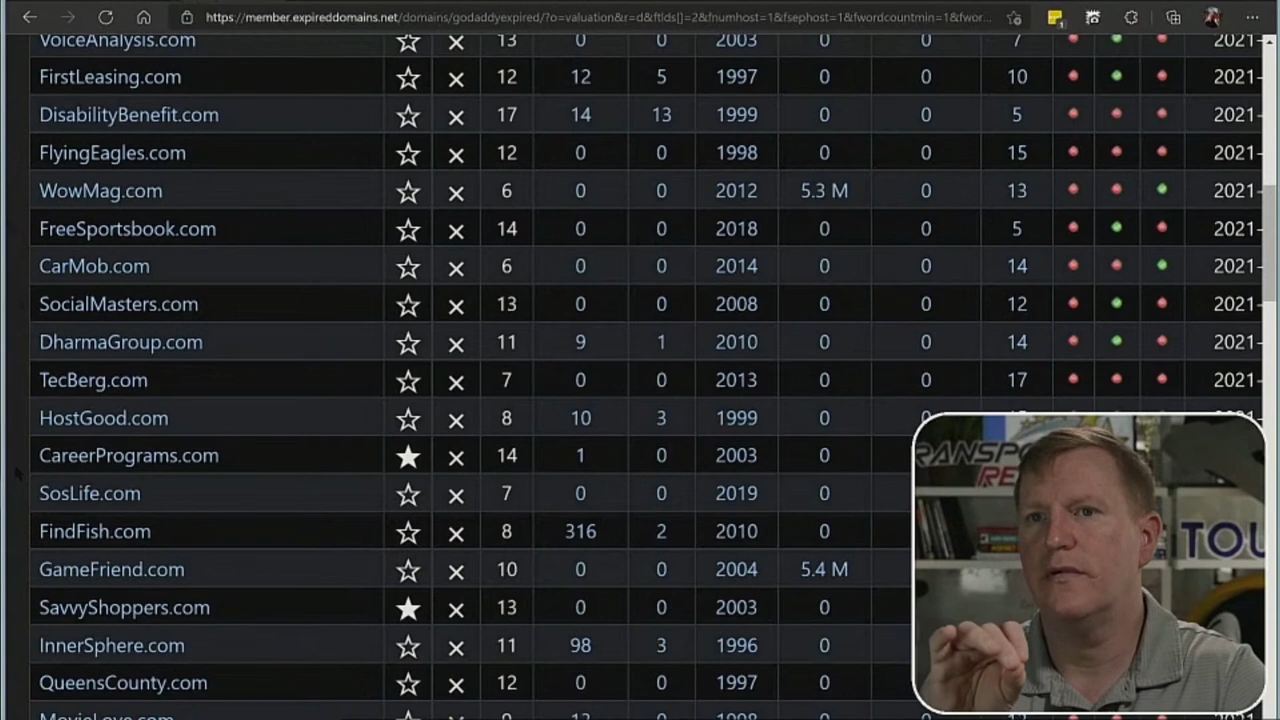 https://member.expireddomains.net/domains/godaddyexpired/?o=valuation&r=d&ftlds[]=2&fnumhost=1&fsephost=1&fwordcountmin=1&fwor...
VoiceAnalysis.com 13 0 0 2003 0 0 7 2021-
FirstLeasing.com 12 12 5 1997 0 0 10 2021-
DisabilityBenefit.com 17 14 13 1999 0 0 5 2021-
FlyingEagles.com 12 0 0 1998 0 0 15 2021-
WowMag.com 6 0 0 2012 5.3 M 0 13 2021-
FreeSportsbook.com 14 0 0 2018 0 0 5 2021-
CarMob.com 6 0 0 2014 0 0 14 2021-
SocialMasters.com 13 0 0 2008 0 0 12 2021-
DharmaGroup.com 11 9 1 2010 0 0 14 2021-
TecBerg.com 7 0 0 2013 0 0 17 2021-
HostGood.com 8 10 3 1999 0 0
CareerPrograms.com 14 1 0 2003 0
SosLife.com 7 0 0 2019 0
FindFish.com 8 316 2 2010 0
GameFriend.com 10 0 0 2004 5.4 M
SavvyShoppers.com 13 0 0 2003 0
InnerSphere.com 11 98 3 1996 0
QueensCounty.com 12 0 0 1997 0
MovieLove.com
TRANSPO
RE
TOU